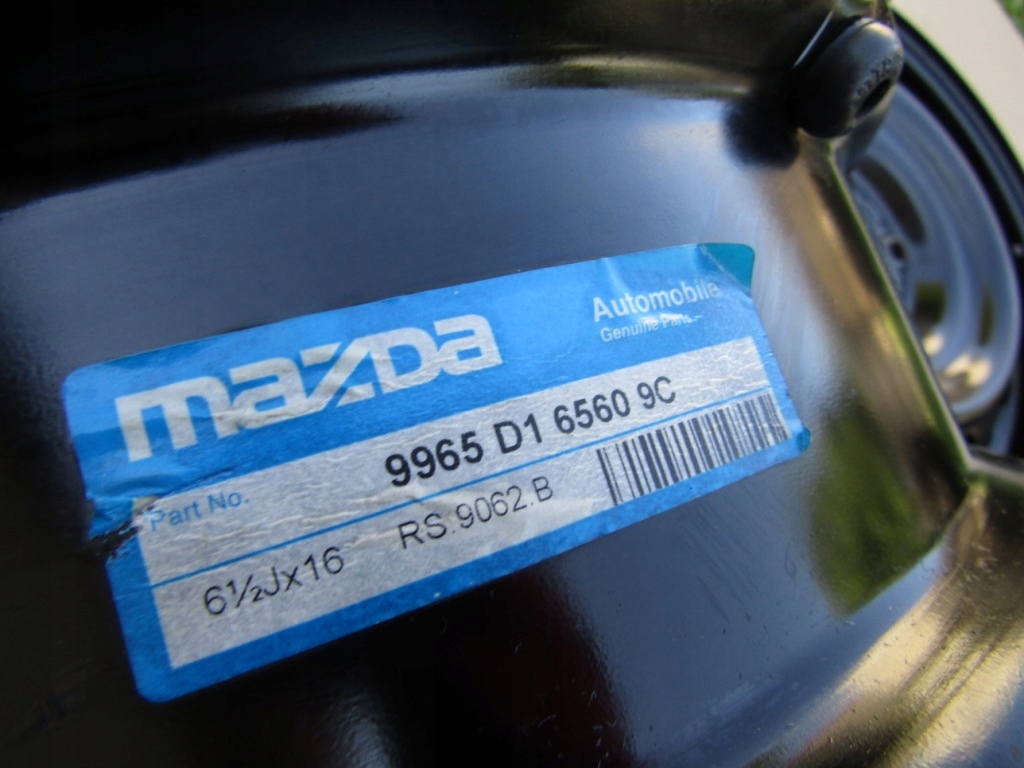 mazda
Automobile
Genuine Parts
Part No. 9965 D1 6560 9C
6½Jx16 RS.9062.B